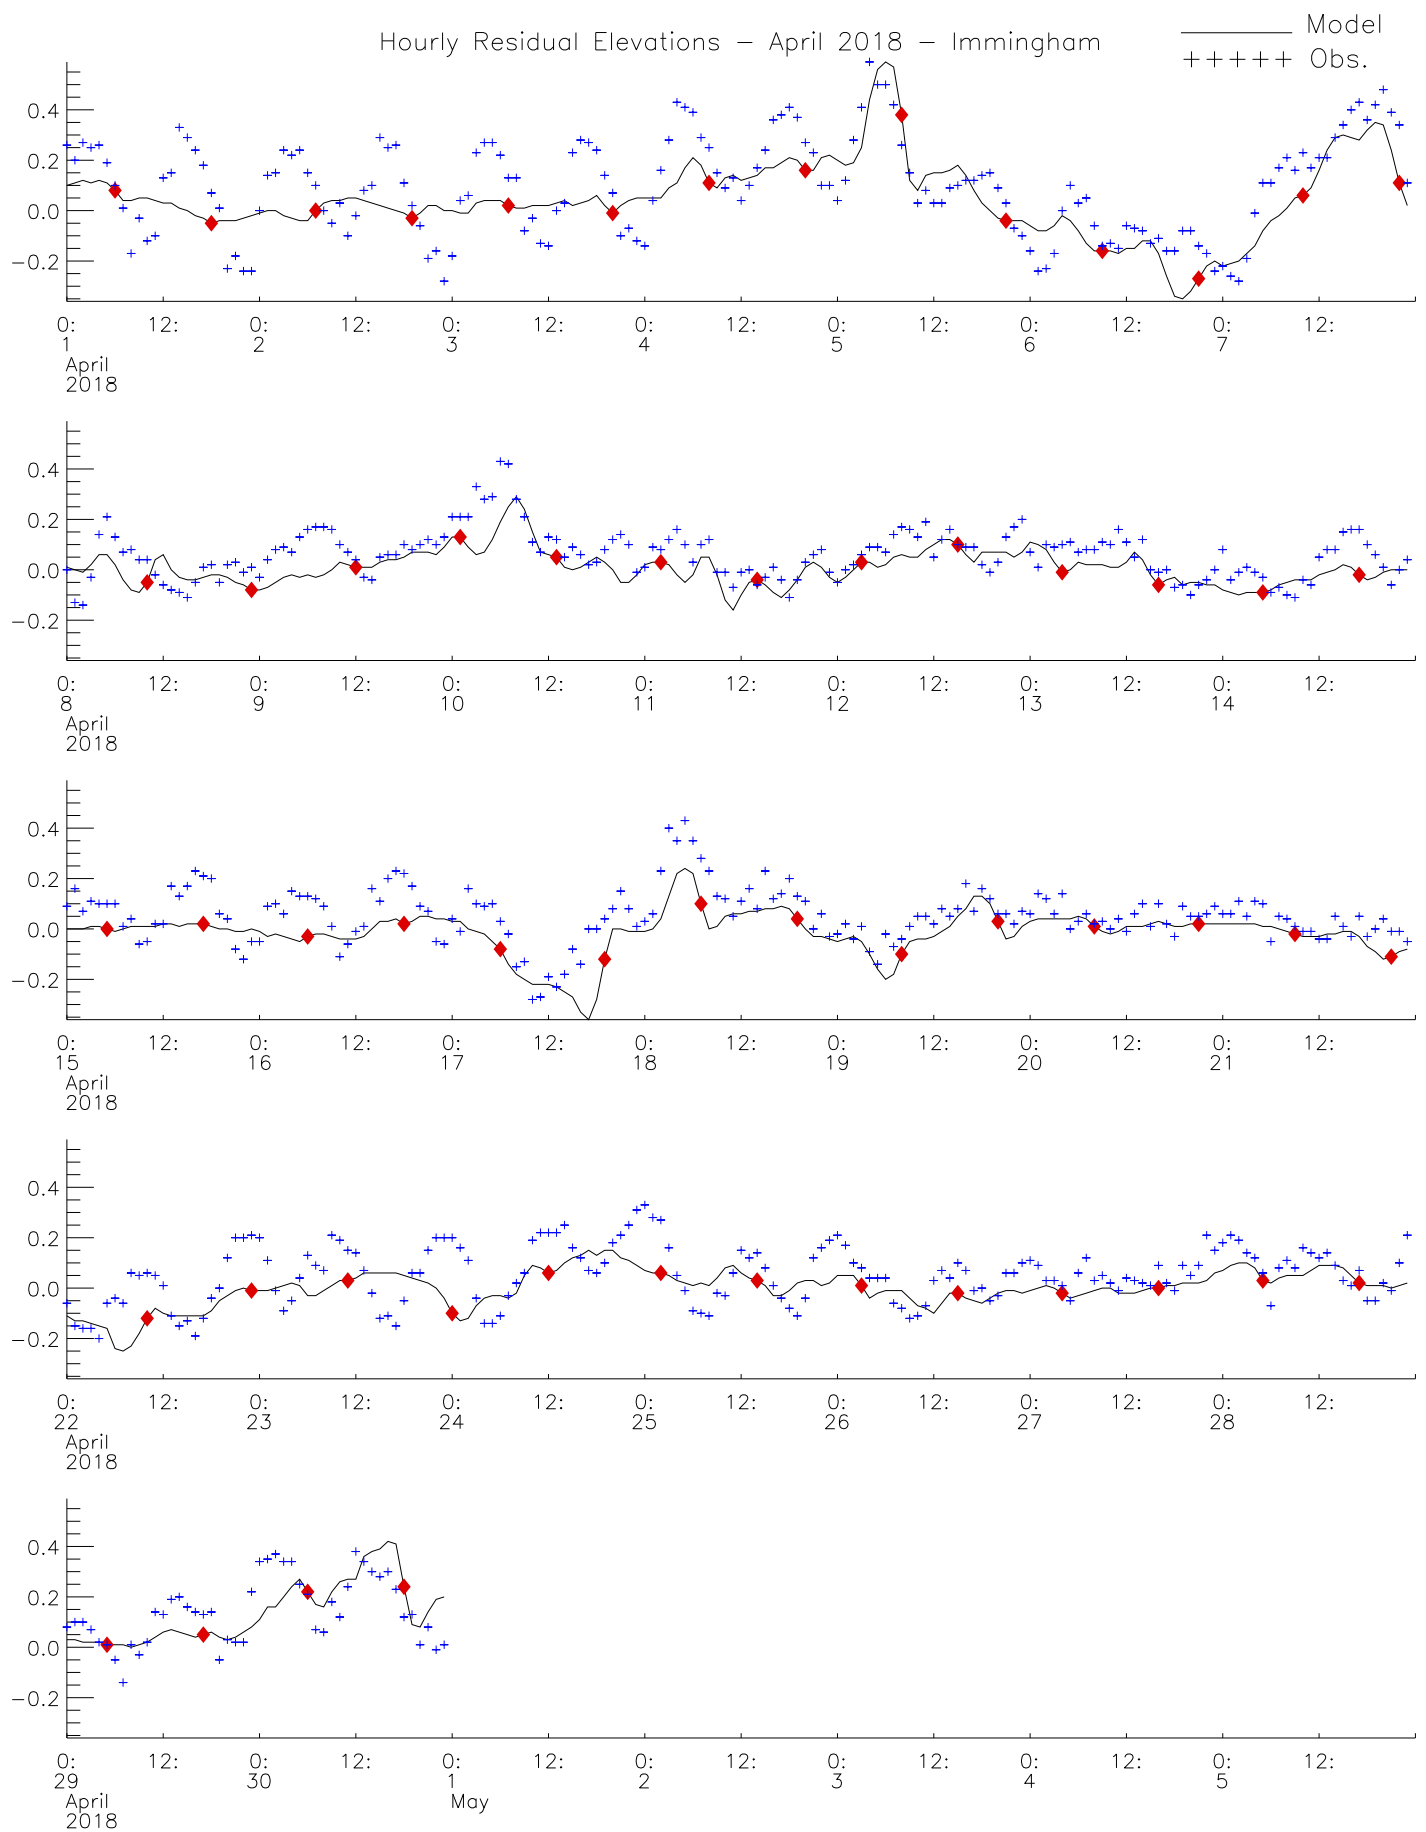 Hourly Residual Elevations − April 2018 − Immingham
Model
+++++ Obs.
0.4
0.2
0.0
−0.2
0: 12: 0: 12: 0: 12: 0: 12: 0: 12: 0: 12: 0: 12:
1 2 3 4 5 6 7
April
2018
0.4
0.2
0.0
−0.2
0: 12: 0: 12: 0: 12: 0: 12: 0: 12: 0: 12: 0: 12:
8 9 10 11 12 13 14
April
2018
0.4
0.2
0.0
−0.2
0: 12: 0: 12: 0: 12: 0: 12: 0: 12: 0: 12: 0: 12:
15 16 17 18 19 20 21
April
2018
0.4
0.2
0.0
−0.2
0: 12: 0: 12: 0: 12: 0: 12: 0: 12: 0: 12: 0: 12:
22 23 24 25 26 27 28
April
2018
0.4
0.2
0.0
−0.2
0: 12: 0: 12: 0: 12: 0: 12: 0: 12: 0: 12: 0: 12:
29 30 1 2 3 4 5
April May
2018